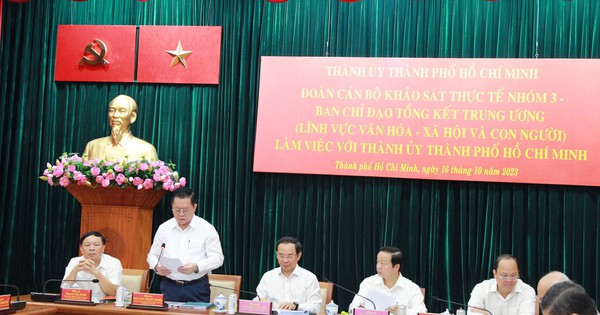 THÀNH ỦY THÀNH PHỐ HỒ CHÍ MINH
ĐOÀN CÁN BỘ KHẢO SÁT THỰC TẾ NHÓM 3 -
BAN CHỈ ĐẠO TỔNG KẾT TRUNG ƯƠNG
(LĨNH VỰC VĂN HÓA - XÃ HỘI VÀ CON NGƯỜI)
LÀM VIỆC VỚI THÀNH ỦY THÀNH PHỐ HỒ CHÍ MINH
Thành phố Hồ Chí Minh, ngày 16 tháng 10 năm 2023